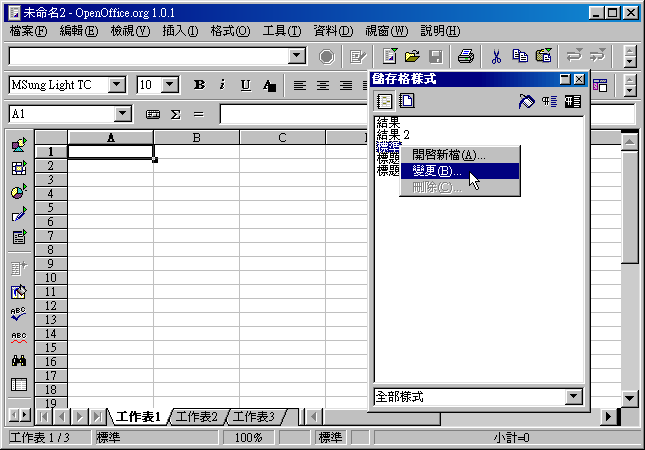 未命名2 - OpenOffice.org 1.0.1
檔案(F) 編輯(E) 檢視(V) 插入(I) 格式(O) 工具(T) 資料(D) 視窗(W) 說明(H)
MSung Light TC 10 B i U A
儲存格樣式
A1 Σ =
結果
結果 2
標題
標題
開啓新檔(A)...
變更(B)...
刪除(C)...
A B C
1
2
3
4
5
6
7
8
9
10
11
12
13
14
15
16
17
18
19
ABC
ABC
全部樣式
工作表1 工作表2 工作表3
工作表 1 / 3 標準 100% 標準 小計=0